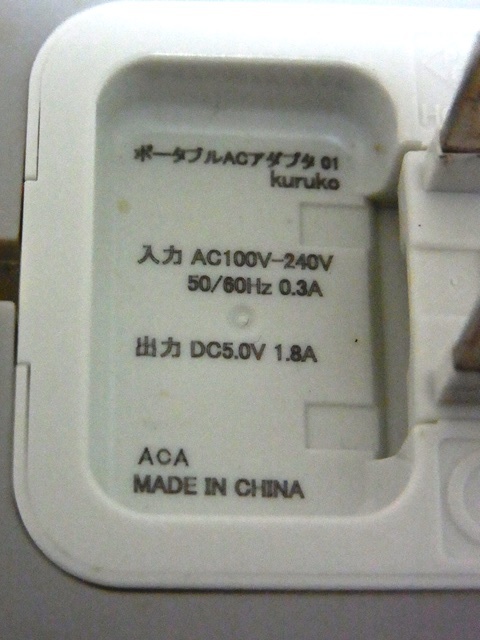 ポータブルACアダプタ 01
kuruko
入力 AC100V-240V
50/60Hz 0.3A
出力 DC5.0V 1.8A
ACA
MADE IN CHINA